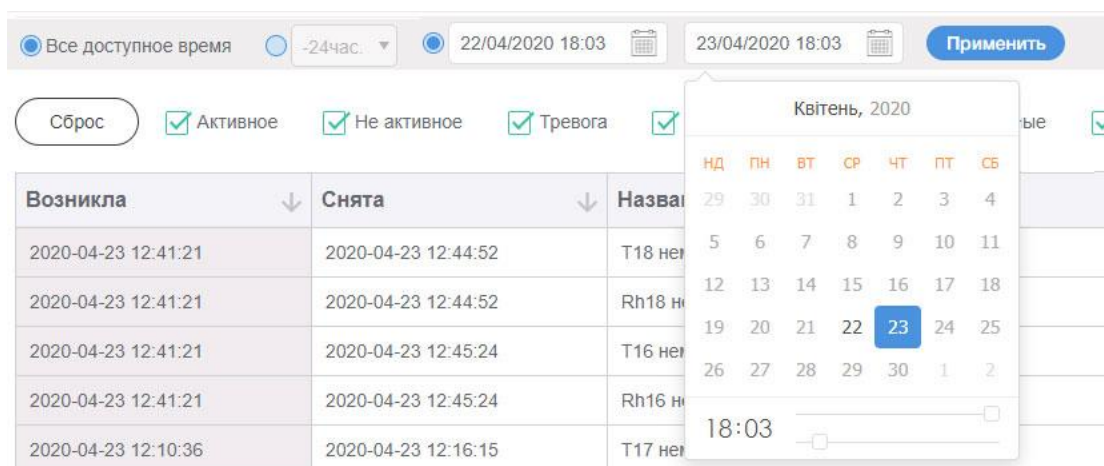 Все доступное время -24час. 22/04/2020 18:03 23/04/2020 18:03 Применить
Сброс Активное Не активное Тревога
Квітень, 2020
НД ПН ВТ СР ЧТ ПТ СБ
29 30 31 1 2 3 4
5 6 7 8 9 10 11
12 13 14 15 16 17 18
19 20 21 22 23 24 25
26 27 28 29 30 1 2
18:03
Возникла Снята
2020-04-23 12:41:21 2020-04-23 12:44:52 T18
2020-04-23 12:41:21 2020-04-23 12:44:52 Rh18
2020-04-23 12:41:21 2020-04-23 12:45:24 T16
2020-04-23 12:41:21 2020-04-23 12:45:24 Rh16
2020-04-23 12:10:36 2020-04-23 12:16:15 T17